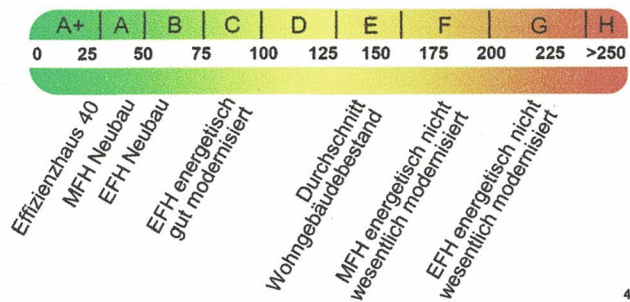 A+ A B C D E F G H
0 25 50 75 100 125 150 175 200 225 >250
Effizienzhaus 40
MFH Neubau
EFH Neubau
EFH energetisch
gut modernisiert
Durchschnitt
Wohngebäudebestand
MFH energetisch nicht
wesentlich modernisiert
EFH energetisch nicht
wesentlich modernisiert
4